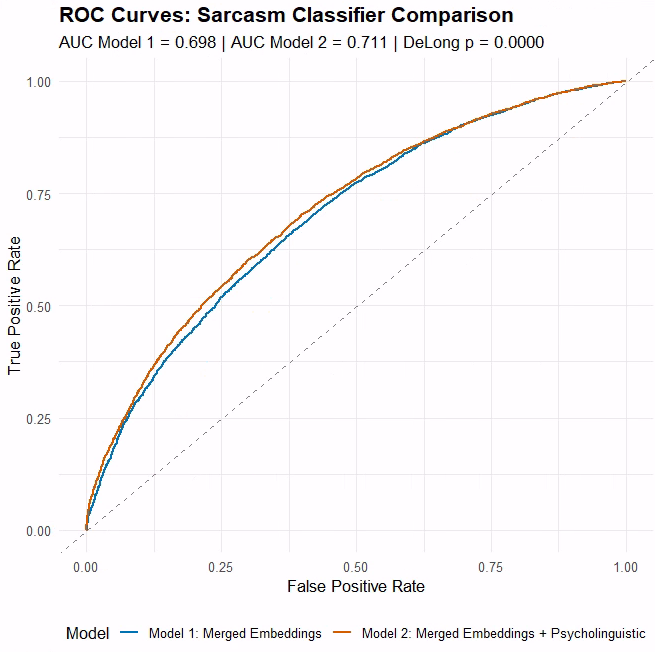 ROC Curves: Sarcasm Classifier Comparison
AUC Model 1 = 0.698 | AUC Model 2 = 0.711 | DeLong p = 0.0000
True Positive Rate
1.00
0.75
0.50
0.25
0.00
0.00 0.25 0.50 0.75 1.00
False Positive Rate
Model Model 1: Merged Embeddings Model 2: Merged Embeddings + Psycholinguistic